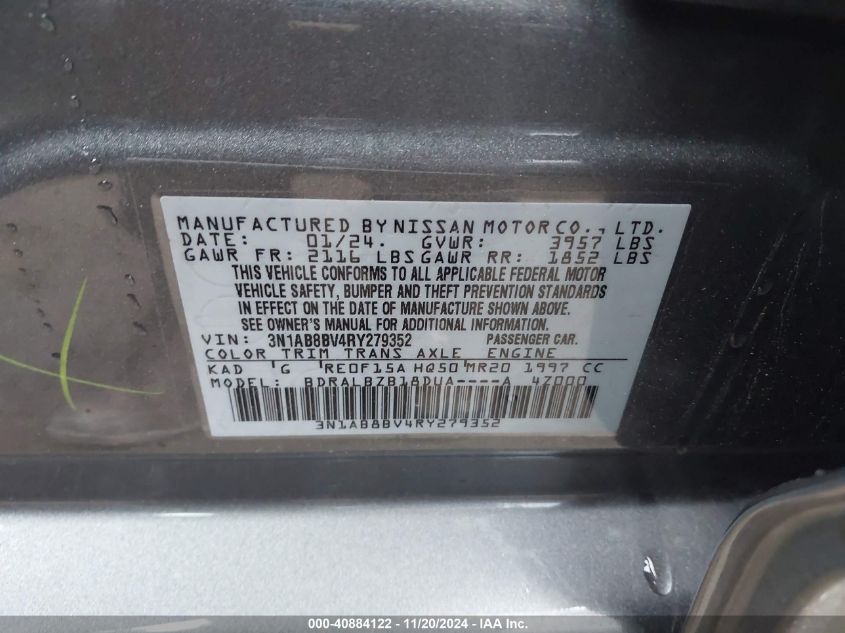 MANUFACTURED BY NISSAN MOTOR CO., LTD.
DATE: 01/24. GVWR: 3957 LBS
GAWR FR: 2116 LBS GAWR RR: 1852 LBS
THIS VEHICLE CONFORMS TO ALL APPLICABLE FEDERAL MOTOR
VEHICLE SAFETY, BUMPER AND THEFT PREVENTION STANDARDS
IN EFFECT ON THE DATE OF MANUFACTURE SHOWN ABOVE.
SEE OWNER'S MANUAL FOR ADDITIONAL INFORMATION.
VIN: 3N1AB8BV4RY279352 PASSENGER CAR.
COLOR TRIM TRANS AXLE ENGINE
KAD G RE0F15A HQ50 MR20 1997 CC
MODEL: BDRALBZB18DUA----A 47000
3N1AB8BV4RY279352
000-40884122 - 11/20/2024 - IAA Inc.